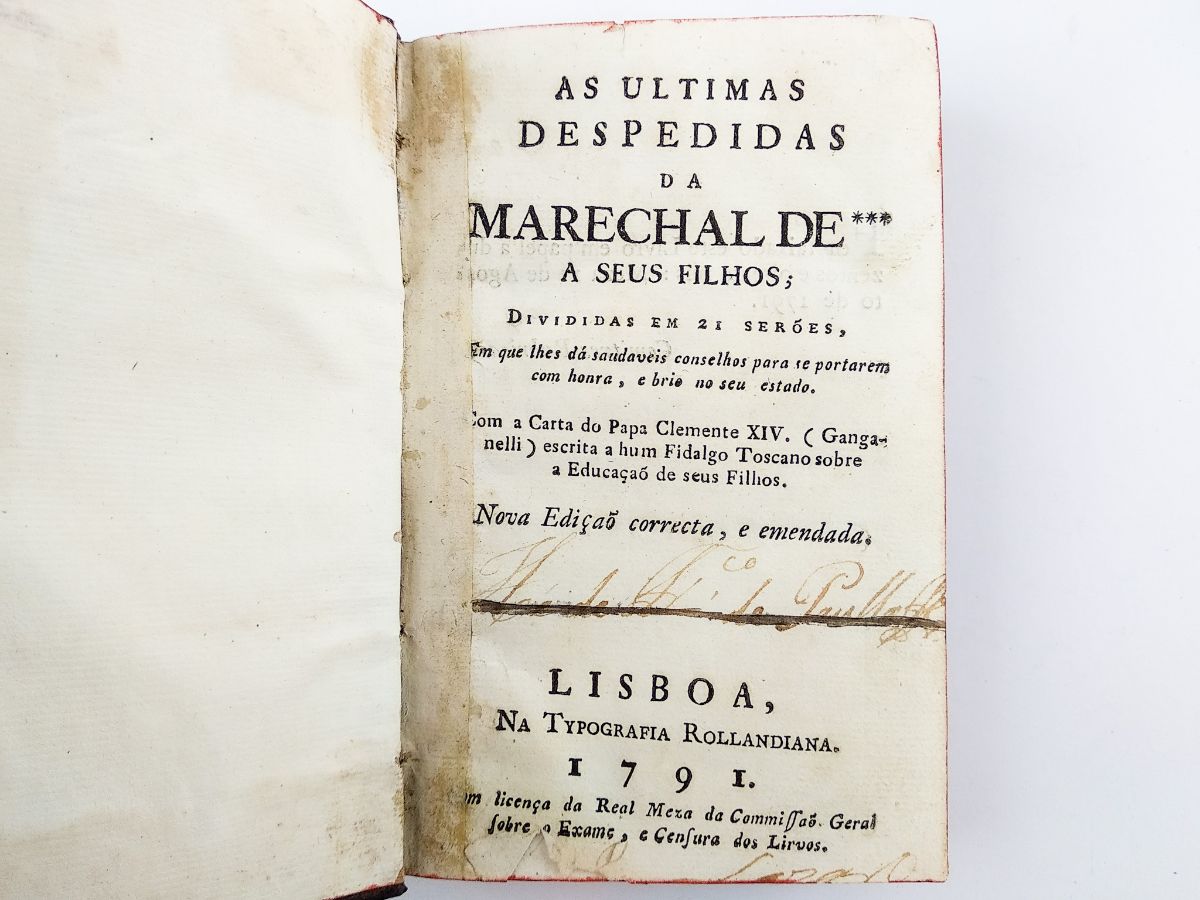 AS ULTIMAS
DESPEDIDAS
DA
MARECHAL DE ***
A SEUS FILHOS;
DIVIDIDAS EM 21 SERÕES,
Em que lhes dá saudaveis conselhos para se portarem
com honra, e brio no seu estado.
Com a Carta do Papa Clemente XIV. (Ganga-
nelli) escrita a hum Fidalgo Toscano sobre
a Educaçaõ de seus Filhos.
Nova Ediçaõ correcta, e emendada.
LISBOA,
NA TYPOGRAFIA ROLLANDIANA.
1791.
om licença da Real Meza da Commiſſaõ Geral
ſobre o Exame, e Cenſura dos Lirvos.